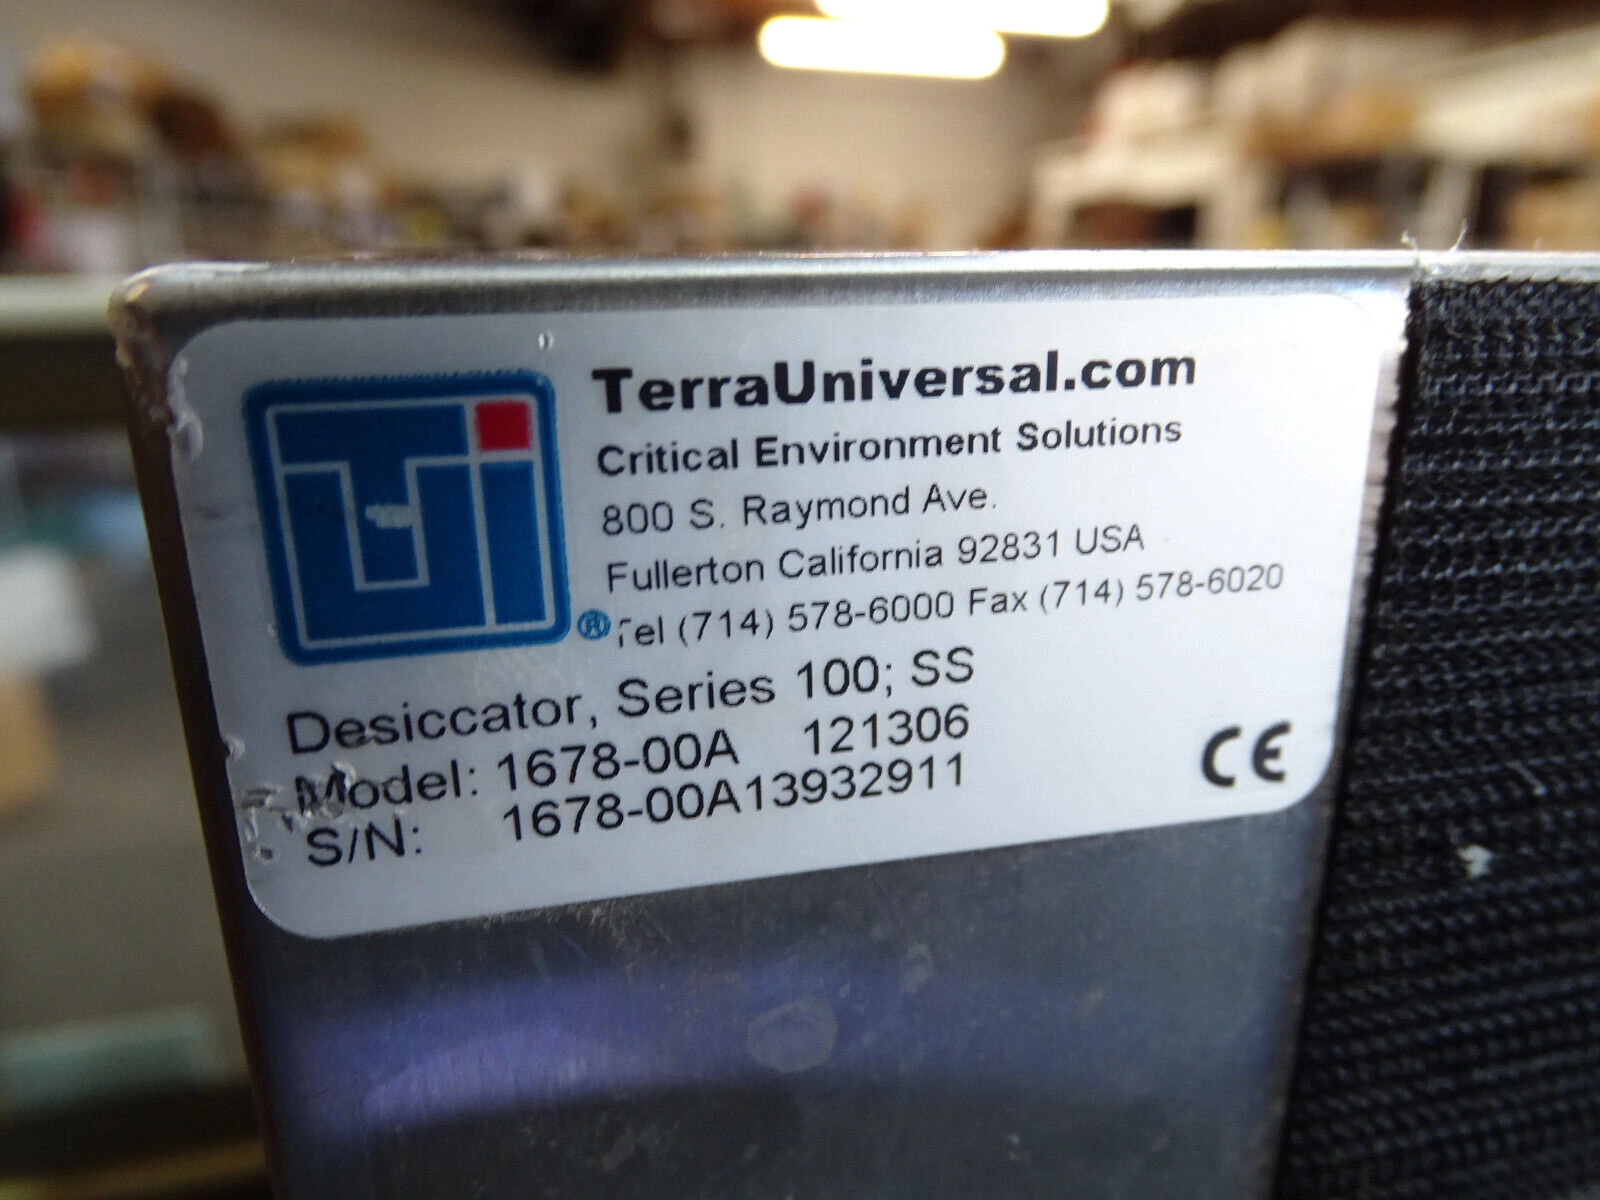 TerraUniversal.com
Critical Environment Solutions
800 S. Raymond Ave.
Fullerton California 92831 USA
® Tel (714) 578-6000 Fax (714) 578-6020
Desiccator, Series 100; SS
Model: 1678-00A 121306
S/N: 1678-00A13932911
CE